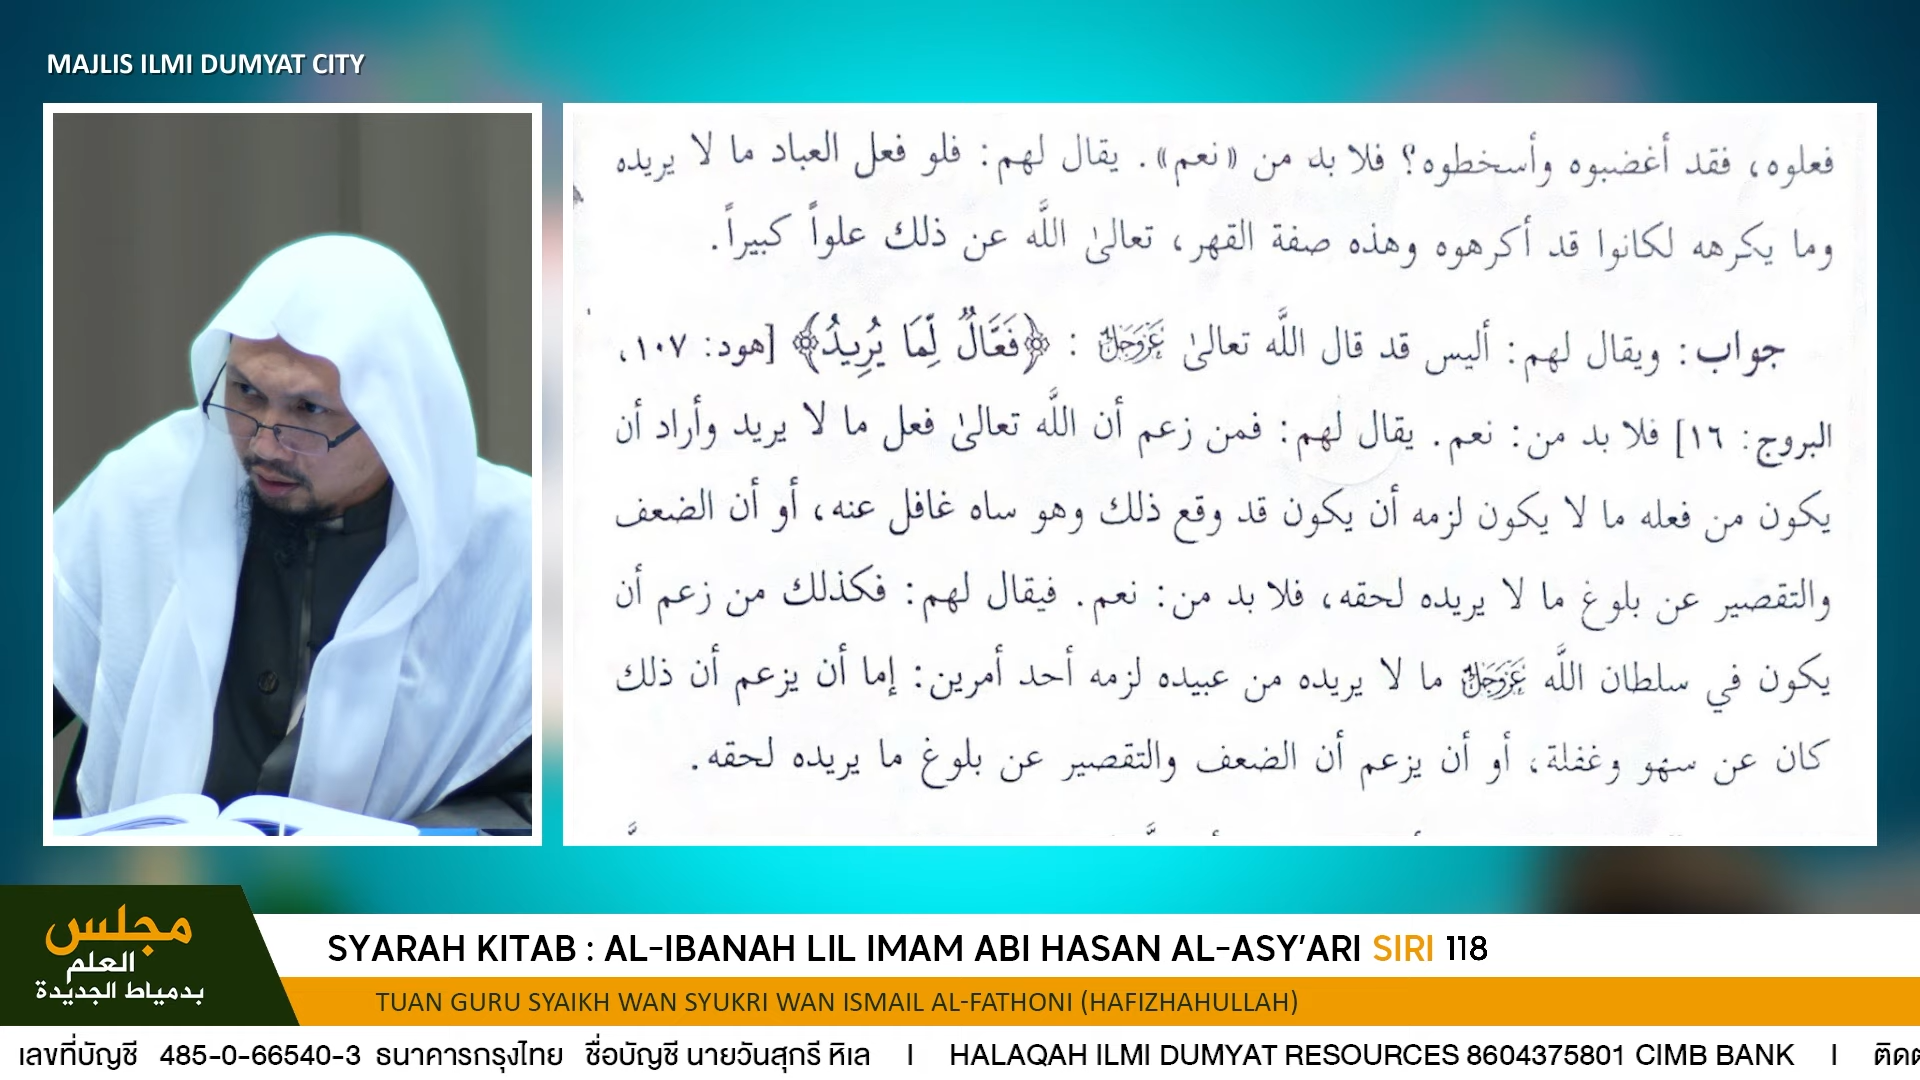 MAJLIS ILMI DUMYAT CITY
فعلوه، فقد أغضبوه وأسخطوه؟ فلا بد من «نعم». يقال لهم: فلو فعل العباد ما لا يريده
وما يكرهه لكانوا قد أكرهوه وهذه صفة القهر، تعالىٰ اللَّه عن ذلك علواً كبيراً.
جواب: ويقال لهم: أليس قد قال اللَّه تعالىٰ عَزَّوَجَلَّ : ﴿فَعَّالٌ لِّمَا يُرِيدُ﴾ [هود: ١٠٧،
البروج: ١٦] فلا بد من: نعم. يقال لهم: فمن زعم أن اللَّه تعالىٰ فعل ما لا يريد وأراد أن
يكون من فعله ما لا يكون لزمه أن يكون قد وقع ذلك وهو ساه غافل عنه، أو أن الضعف
والتقصير عن بلوغ ما لا يريده لحقه، فلا بد من: نعم. فيقال لهم: فكذلك من زعم أن
يكون في سلطان اللَّه عَزَّوَجَلَّ ما لا يريده من عبيده لزمه أحد أمرين: إما أن يزعم أن ذلك
كان عن سهو وغفلة، أو أن يزعم أن الضعف والتقصير عن بلوغ ما يريده لحقه.
مجلس
العلم
بدمياط الجديدة
SYARAH KITAB : AL-IBANAH LIL IMAM ABI HASAN AL-ASY'ARI SIRI 118
TUAN GURU SYAIKH WAN SYUKRI WAN ISMAIL AL-FATHONI (HAFIZHAHULLAH)
เลขที่บัญชี 485-0-66540-3 ธนาคารกรุงไทย ชื่อบัญชี นายวันสุกรี หิเล I HALAQAH ILMI DUMYAT RESOURCES 8604375801 CIMB BANK I